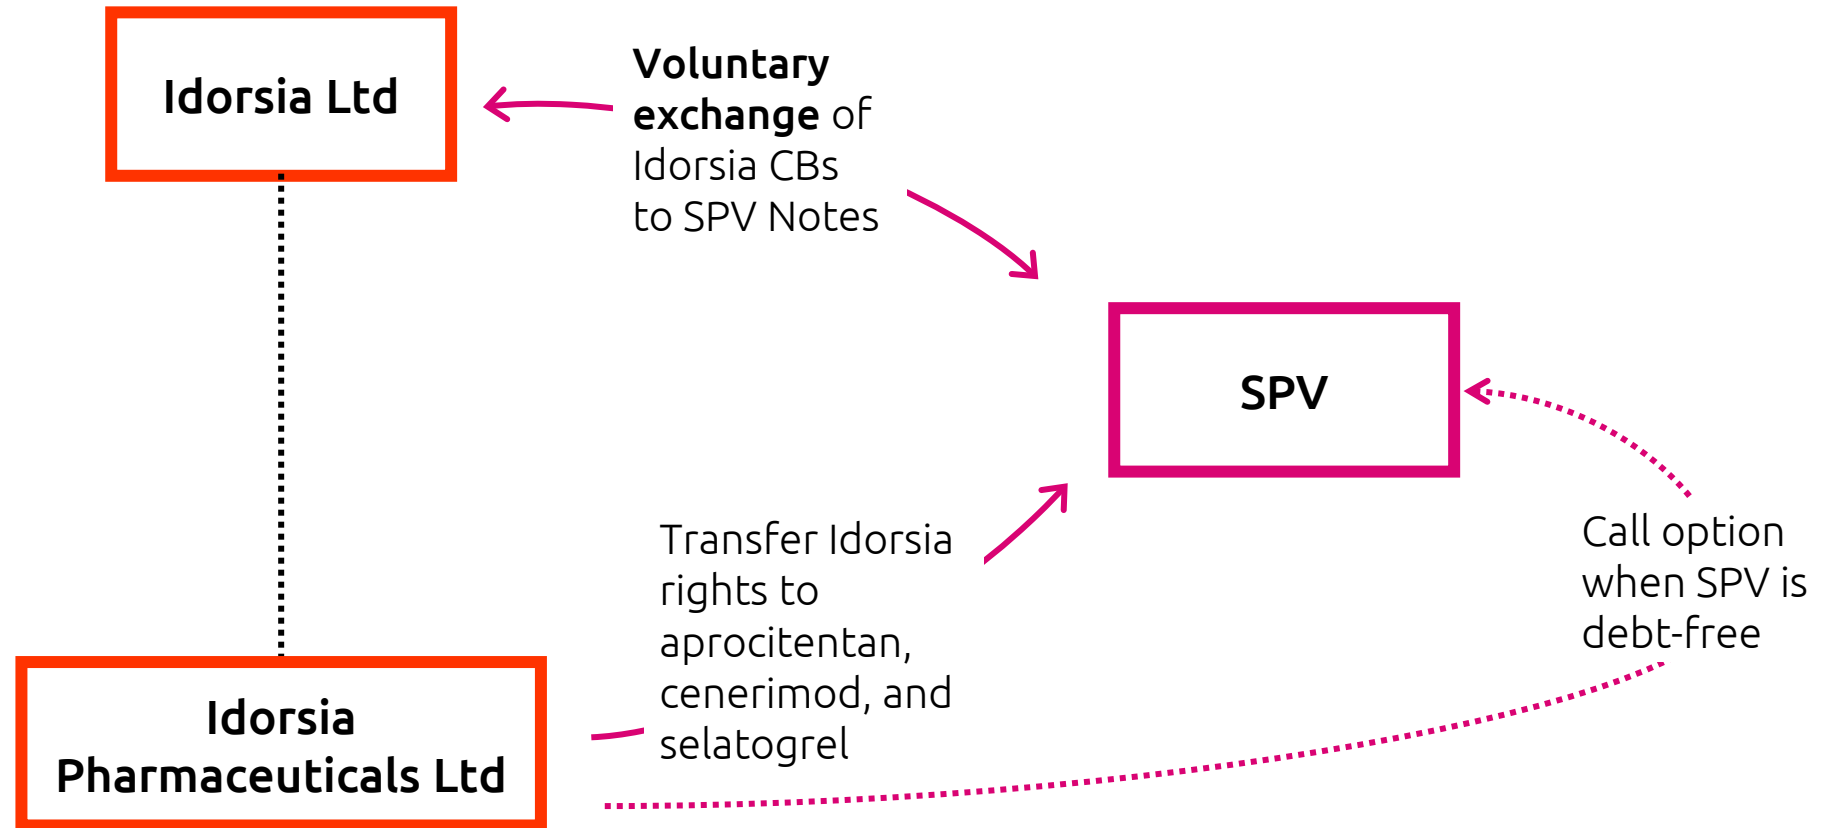 Idorsia Ltd
Voluntary
exchange of
Idorsia CBs
to SPV Notes
SPV
Transfer Idorsia
rights to
aprocitentan,
cenerimod, and
selatogrel
Call option
when SPV is
debt-free
Idorsia
Pharmaceuticals Ltd